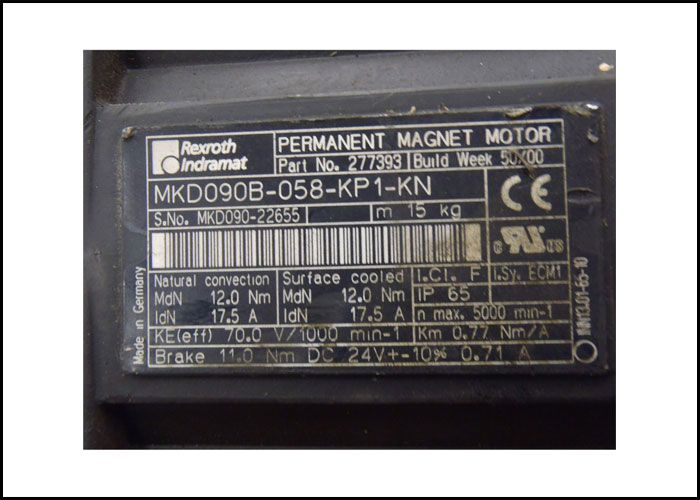 Rexroth
Indramat
PERMANENT MAGNET MOTOR
Part No. 277393 Build Week 50/00
MKD090B-058-KP1-KN
S.No. MKD090-22655 m 15 kg
Natural convection Surface cooled I.Cl. F I.Sy. ECM1
MdN 12.0 Nm MdN 12.0 Nm IP 65
IdN 17.5 A IdN 17.5 A n max. 5000 min-1
KE(eff) 70.0 V/1000 min-1 Km 0.77 Nm/A
Brake 11.0 Nm DC 24V+-10% 0.71 A
Made in Germany
CE
c RU us